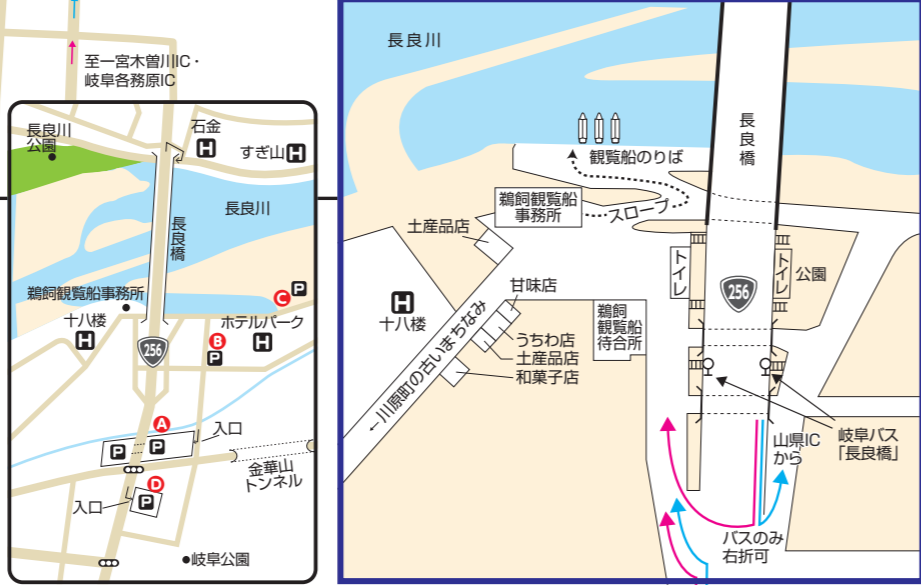 至一宮木曽川IC・
岐阜各務原IC
長良川
公園
石金
H
すぎ山
H
長良川
長良橋
鵜飼観覧船事務所
十八楼
H
256
C
P
B
P
ホテルパーク
H
A
P
P
入口
金華山
トンネル
D
P
入口
岐阜公園
長良川
長良橋
観覧船のりば
鵜飼観覧船
事務所
スロープ
土産品店
トイレ
トイレ
公園
256
H
十八楼
甘味店
うちわ店
土産品店
和菓子店
鵜飼
観覧船
待合所
←川原町の古いまちなみ
山県IC
から
岐阜バス
「長良橋」
バスのみ
右折可